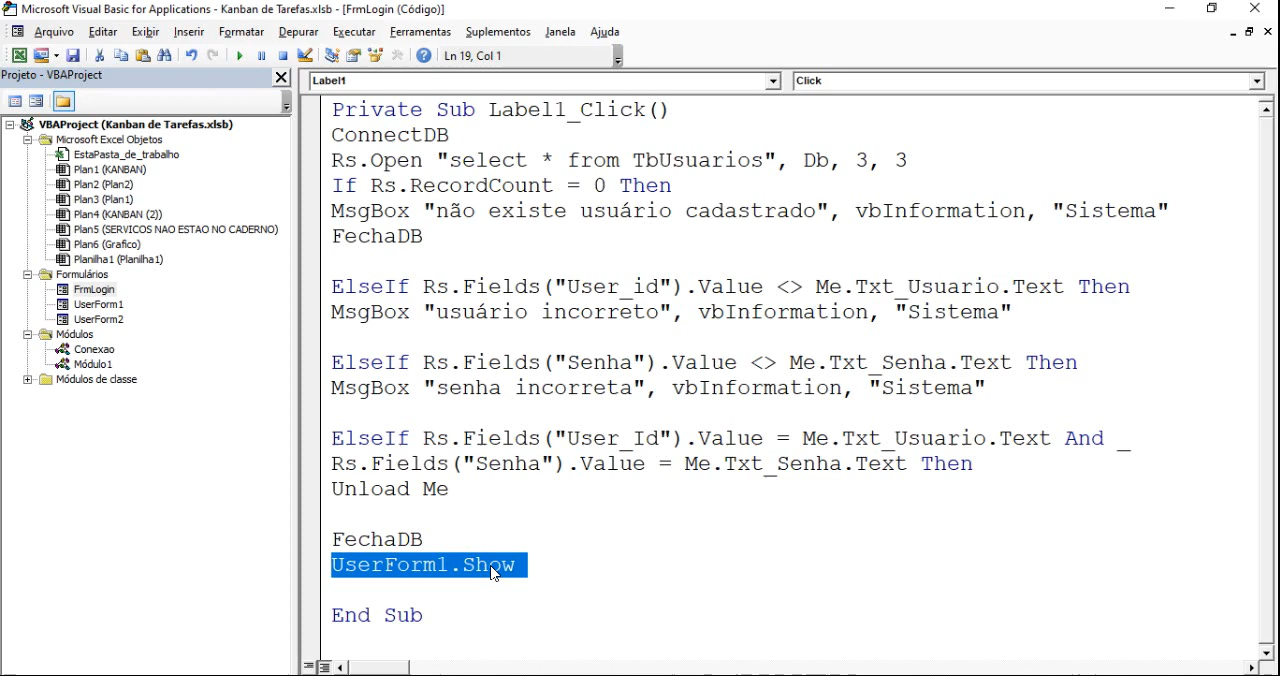 Microsoft Visual Basic for Applications - Kanban de Tarefas.xlsb - [FrmLogin (Código)]
Arquivo Editar Exibir Inserir Formatar Depurar Executar Ferramentas Suplementos Janela Ajuda
Ln 19, Col 1
Projeto - VBAProject
VBAProject (Kanban de Tarefas.xlsb)
Microsoft Excel Objetos
EstaPasta_de_trabalho
Plan1 (KANBAN)
Plan2 (Plan2)
Plan3 (Plan1)
Plan4 (KANBAN (2))
Plan5 (SERVICOS NAO ESTAO NO CADERNO)
Plan6 (Grafico)
Planilha1 (Planilha1)
Formulários
FrmLogin
UserForm1
UserForm2
Módulos
Conexao
Módulo1
Módulos de classe
Label1 Click
Private Sub Label1_Click()
ConnectDB
Rs.Open "select * from TbUsuarios", Db, 3, 3
If Rs.RecordCount = 0 Then
MsgBox "não existe usuário cadastrado", vbInformation, "Sistema"
FechaDB
ElseIf Rs.Fields("User_id").Value <> Me.Txt_Usuario.Text Then
MsgBox "usuário incorreto", vbInformation, "Sistema"
ElseIf Rs.Fields("Senha").Value <> Me.Txt_Senha.Text Then
MsgBox "senha incorreta", vbInformation, "Sistema"
ElseIf Rs.Fields("User_Id").Value = Me.Txt_Usuario.Text And _
Rs.Fields("Senha").Value = Me.Txt_Senha.Text Then
Unload Me
FechaDB
UserForm1.Show
End Sub